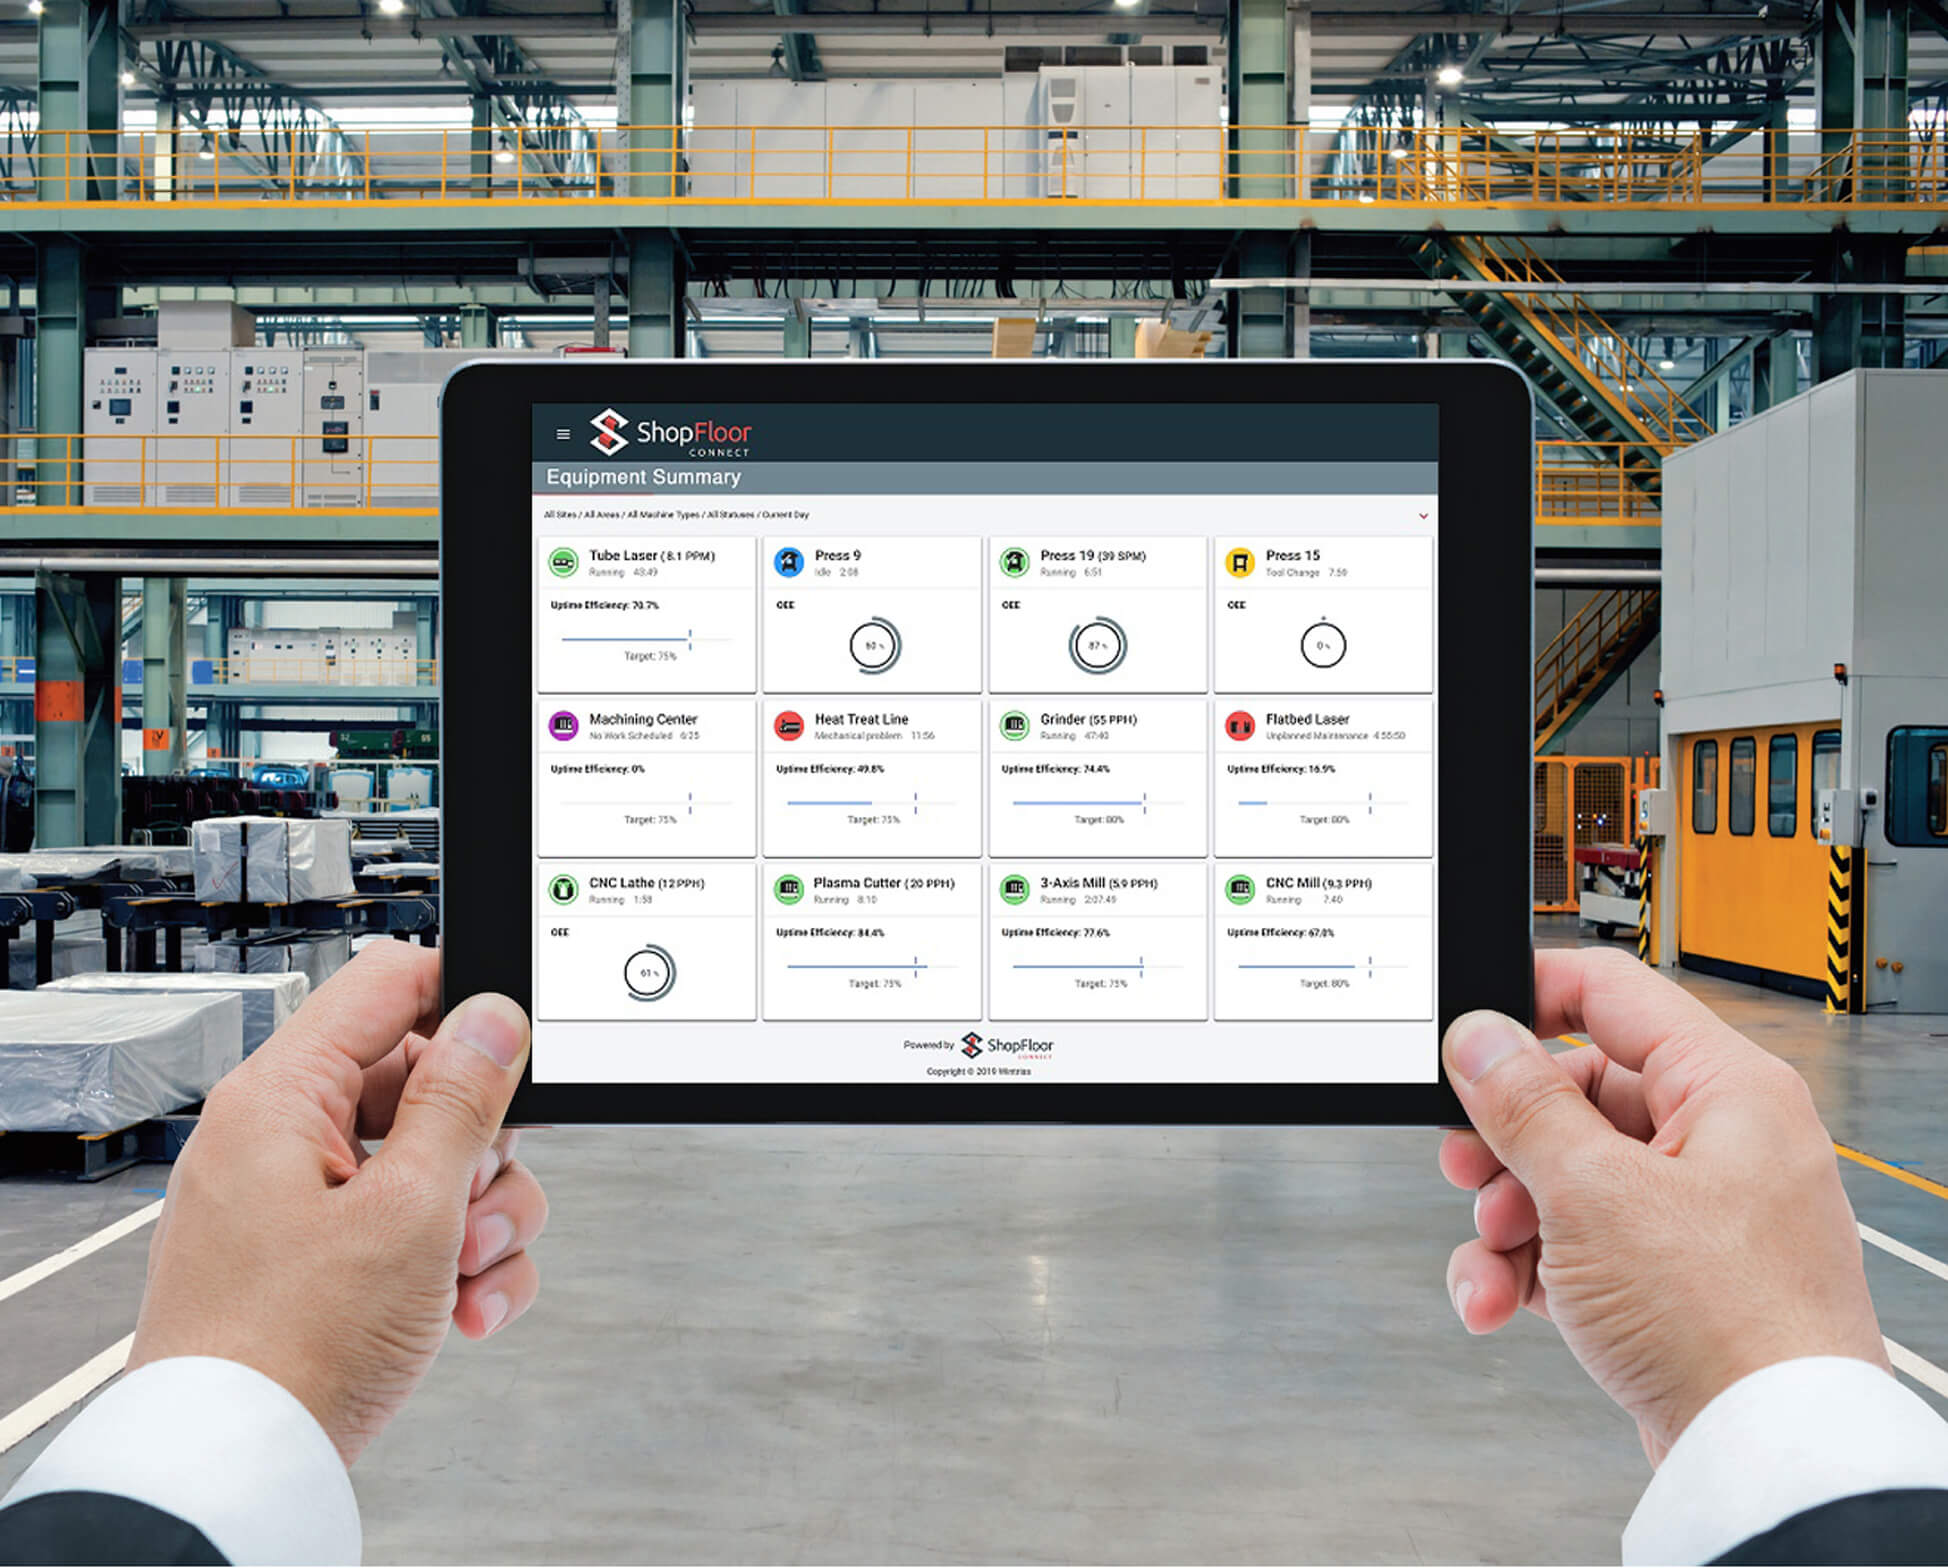 ShopFloor
CONNECT
Equipment Summary
All Sites / All Areas / All Machine Types / All Statuses / Current Day
Tube Laser (8.1 PPM)
Running 43:49
Uptime Efficiency: 70.7%
Target: 75%
Press 9
Idle 2:08
OEE
60 %
Press 19 (39 SPM)
Running 6:51
OEE
87 %
Press 15
Tool Change 7:59
OEE
0 %
Machining Center
No Work Scheduled 6:25
Uptime Efficiency: 0%
Target: 75%
Heat Treat Line
Mechanical problem 11:56
Uptime Efficiency: 49.8%
Target: 75%
Grinder (55 PPH)
Running 47:40
Uptime Efficiency: 74.4%
Target: 80%
Flatbed Laser
Unplanned Maintenance 4:55:50
Uptime Efficiency: 16.9%
Target: 80%
CNC Lathe (12 PPH)
Running 1:58
OEE
61 %
Plasma Cutter (20 PPH)
Running 8:10
Uptime Efficiency: 84.4%
Target: 75%
3-Axis Mill (5.9 PPH)
Running 2:07:49
Uptime Efficiency: 77.6%
Target: 75%
CNC Mill (9.3 PPH)
Running 7:40
Uptime Efficiency: 67.0%
Target: 80%
Powered by ShopFloor
CONNECT
Copyright © 2019 Wintriss